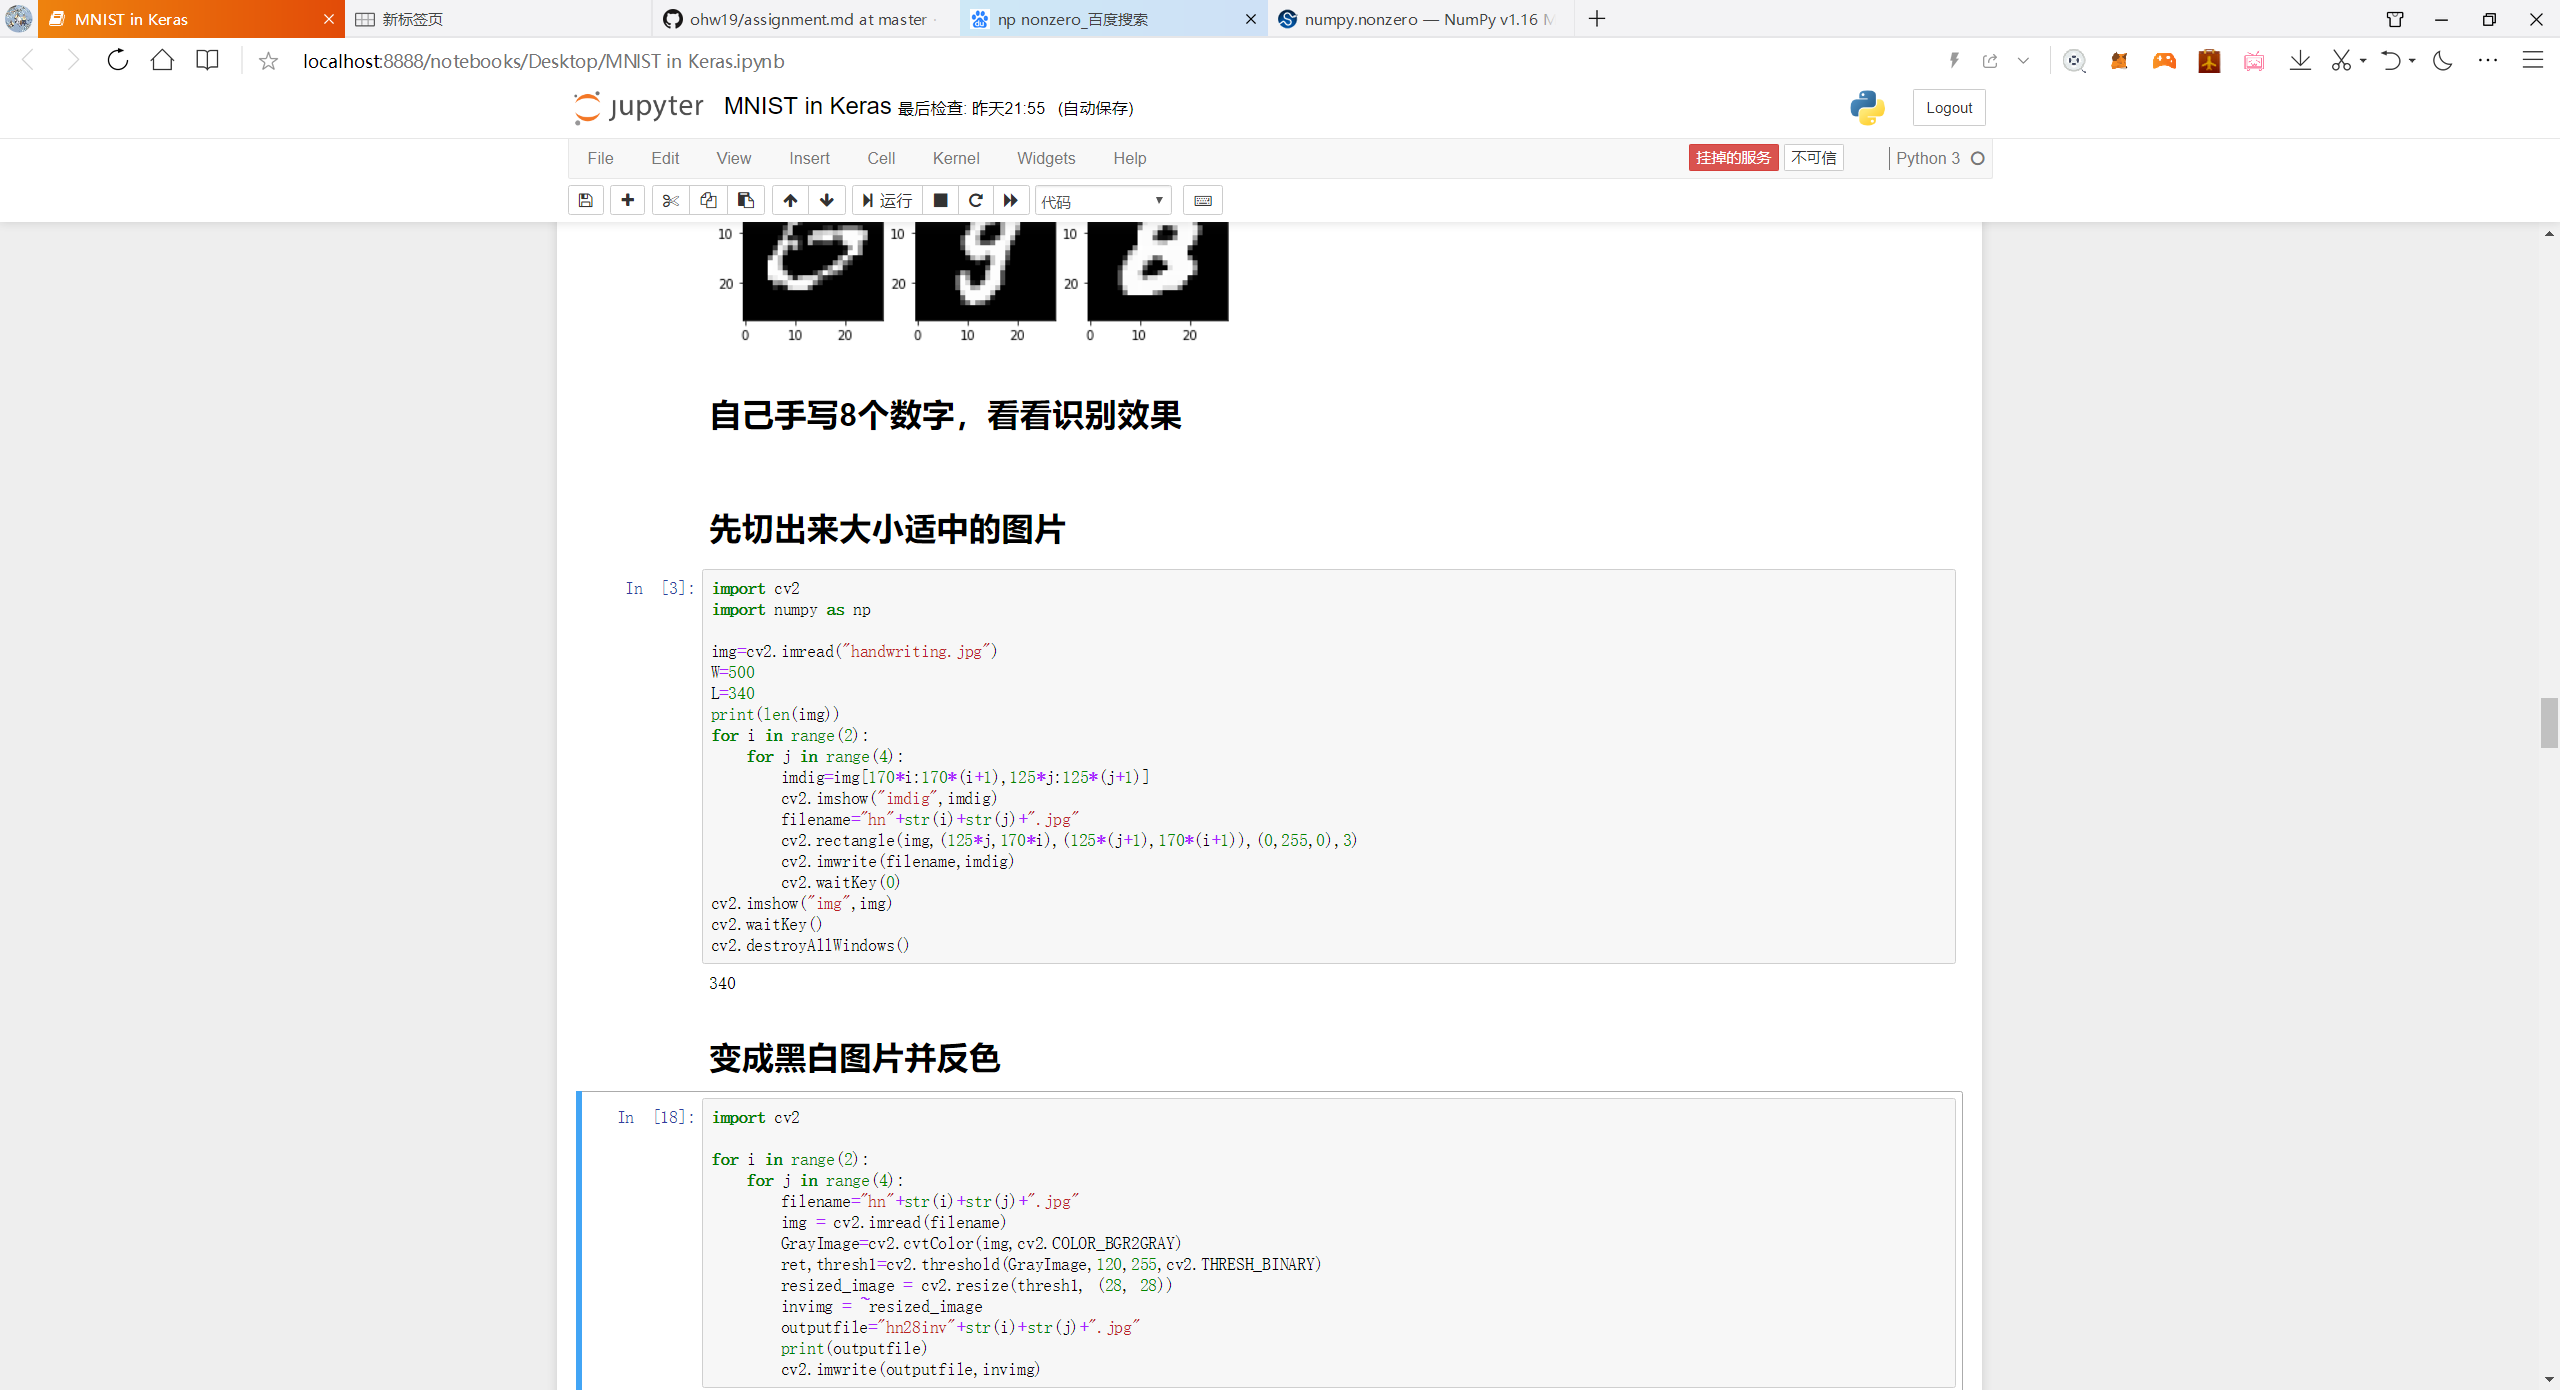 MNIST in Keras
新标签页
ohw19/assignment.md at master
np nonzero_百度搜索
numpy.nonzero — NumPy v1.16 M
localhost:8888/notebooks/Desktop/MNIST in Keras.ipynb
jupyter MNIST in Keras 最后检查: 昨天21:55 (自动保存)
Logout
File Edit View Insert Cell Kernel Widgets Help
挂掉的服务 不可信 Python 3
运行 代码
10 10 10
20 20 20
0 10 20 0 10 20 0 10 20
自己手写8个数字，看看识别效果
先切出来大小适中的图片
In [3]:
import cv2
import numpy as np
img=cv2.imread("handwriting.jpg")
W=500
L=340
print(len(img))
for i in range(2):
    for j in range(4):
        imdig=img[170*i:170*(i+1),125*j:125*(j+1)]
        cv2.imshow("imdig",imdig)
        filename="hn"+str(i)+str(j)+".jpg"
        cv2.rectangle(img,(125*j,170*i),(125*(j+1),170*(i+1)),(0,255,0),3)
        cv2.imwrite(filename,imdig)
        cv2.waitKey(0)
cv2.imshow("img",img)
cv2.waitKey()
cv2.destroyAllWindows()
340
变成黑白图片并反色
In [18]:
import cv2
for i in range(2):
    for j in range(4):
        filename="hn"+str(i)+str(j)+".jpg"
        img = cv2.imread(filename)
        GrayImage=cv2.cvtColor(img,cv2.COLOR_BGR2GRAY)
        ret,thresh1=cv2.threshold(GrayImage,120,255,cv2.THRESH_BINARY)
        resized_image = cv2.resize(thresh1, (28, 28))
        invimg = ~resized_image
        outputfile="hn28inv"+str(i)+str(j)+".jpg"
        print(outputfile)
        cv2.imwrite(outputfile,invimg)